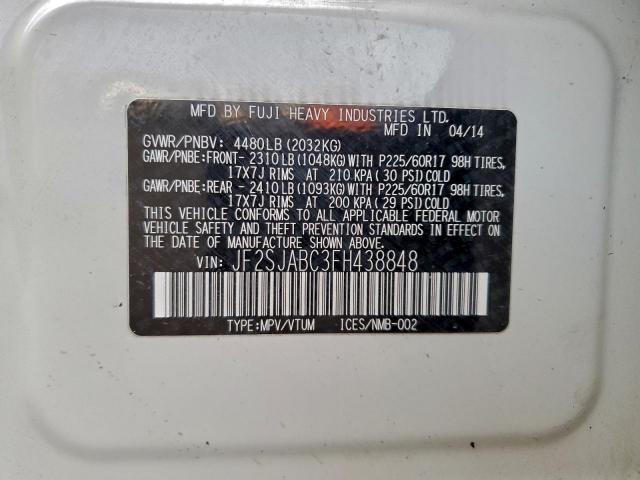 MFD BY FUJI HEAVY INDUSTRIES LTD.
MFD IN 04/14
GVWR/PNBV: 4480LB(2032KG)
GAWR/PNBE:FRONT- 2310LB(1048KG)WITH P225/60R17 98H TIRES,
17X7J RIMS AT 210 KPA(30 PSI)COLD
GAWR/PNBE:REAR - 2410LB(1093KG)WITH P225/60R17 98H TIRES,
17X7J RIMS AT 200 KPA(29 PSI)COLD
THIS VEHICLE CONFORMS TO ALL APPLICABLE FEDERAL MOTOR
VEHICLE SAFETY AND THEFT PREVENTION STANDARDS IN EFFECT
ON THE DATE OF MANUFACTURE SHOWN ABOVE.
VIN: JF2SJABC3FH438848
TYPE:MPV/VTUM ICES/NMB-002